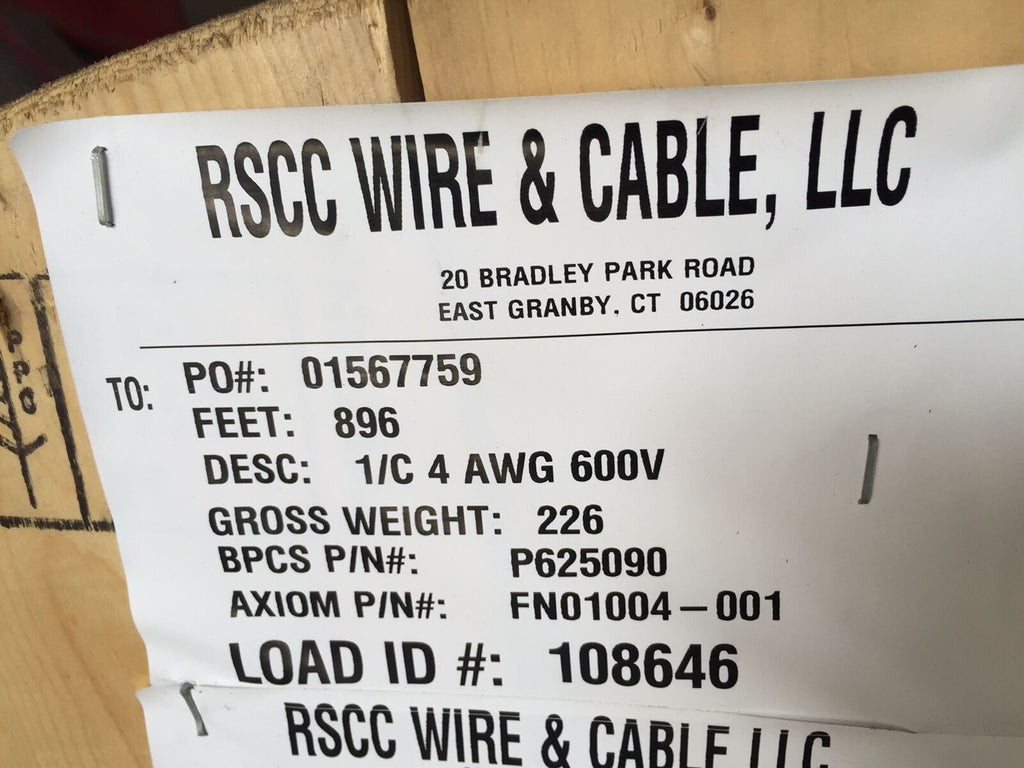 RSCC WIRE & CABLE, LLC
20 BRADLEY PARK ROAD
EAST GRANBY, CT 06026
TO: PO#: 01567759
FEET: 896
DESC: 1/C 4 AWG 600V
GROSS WEIGHT: 226
BPCS P/N#: P625090
AXIOM P/N#: FN01004-001
LOAD ID #: 108646
RSCC WIRE & CABLE LLC